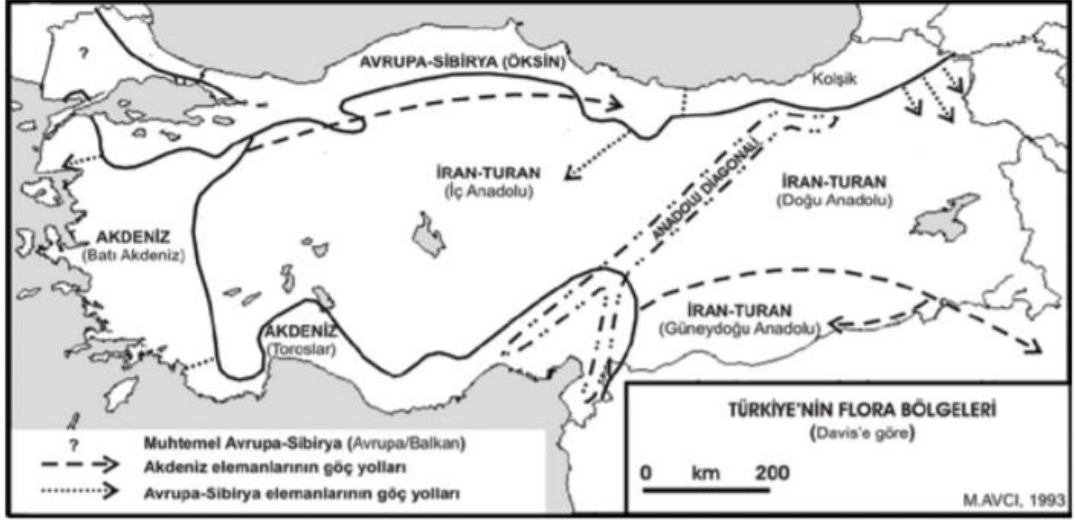 ?
AVRUPA-SİBİRYA (ÖKSİN)
Kolşik
İRAN-TURAN
(İç Anadolu)
ANADOLU DİAGONALİ
İRAN-TURAN
(Doğu Anadolu)
AKDENİZ
(Batı Akdeniz)
AKDENİZ
(Toroslar)
İRAN-TURAN
(Güneydoğu Anadolu)
TÜRKİYE'NİN FLORA BÖLGELERİ
(Davis'e göre)
0 km 200
M.AVCI, 1993
? Muhtemel Avrupa-Sibirya (Avrupa/Balkan)
Akdeniz elemanlarının göç yolları
Avrupa-Sibirya elemanlarının göç yolları